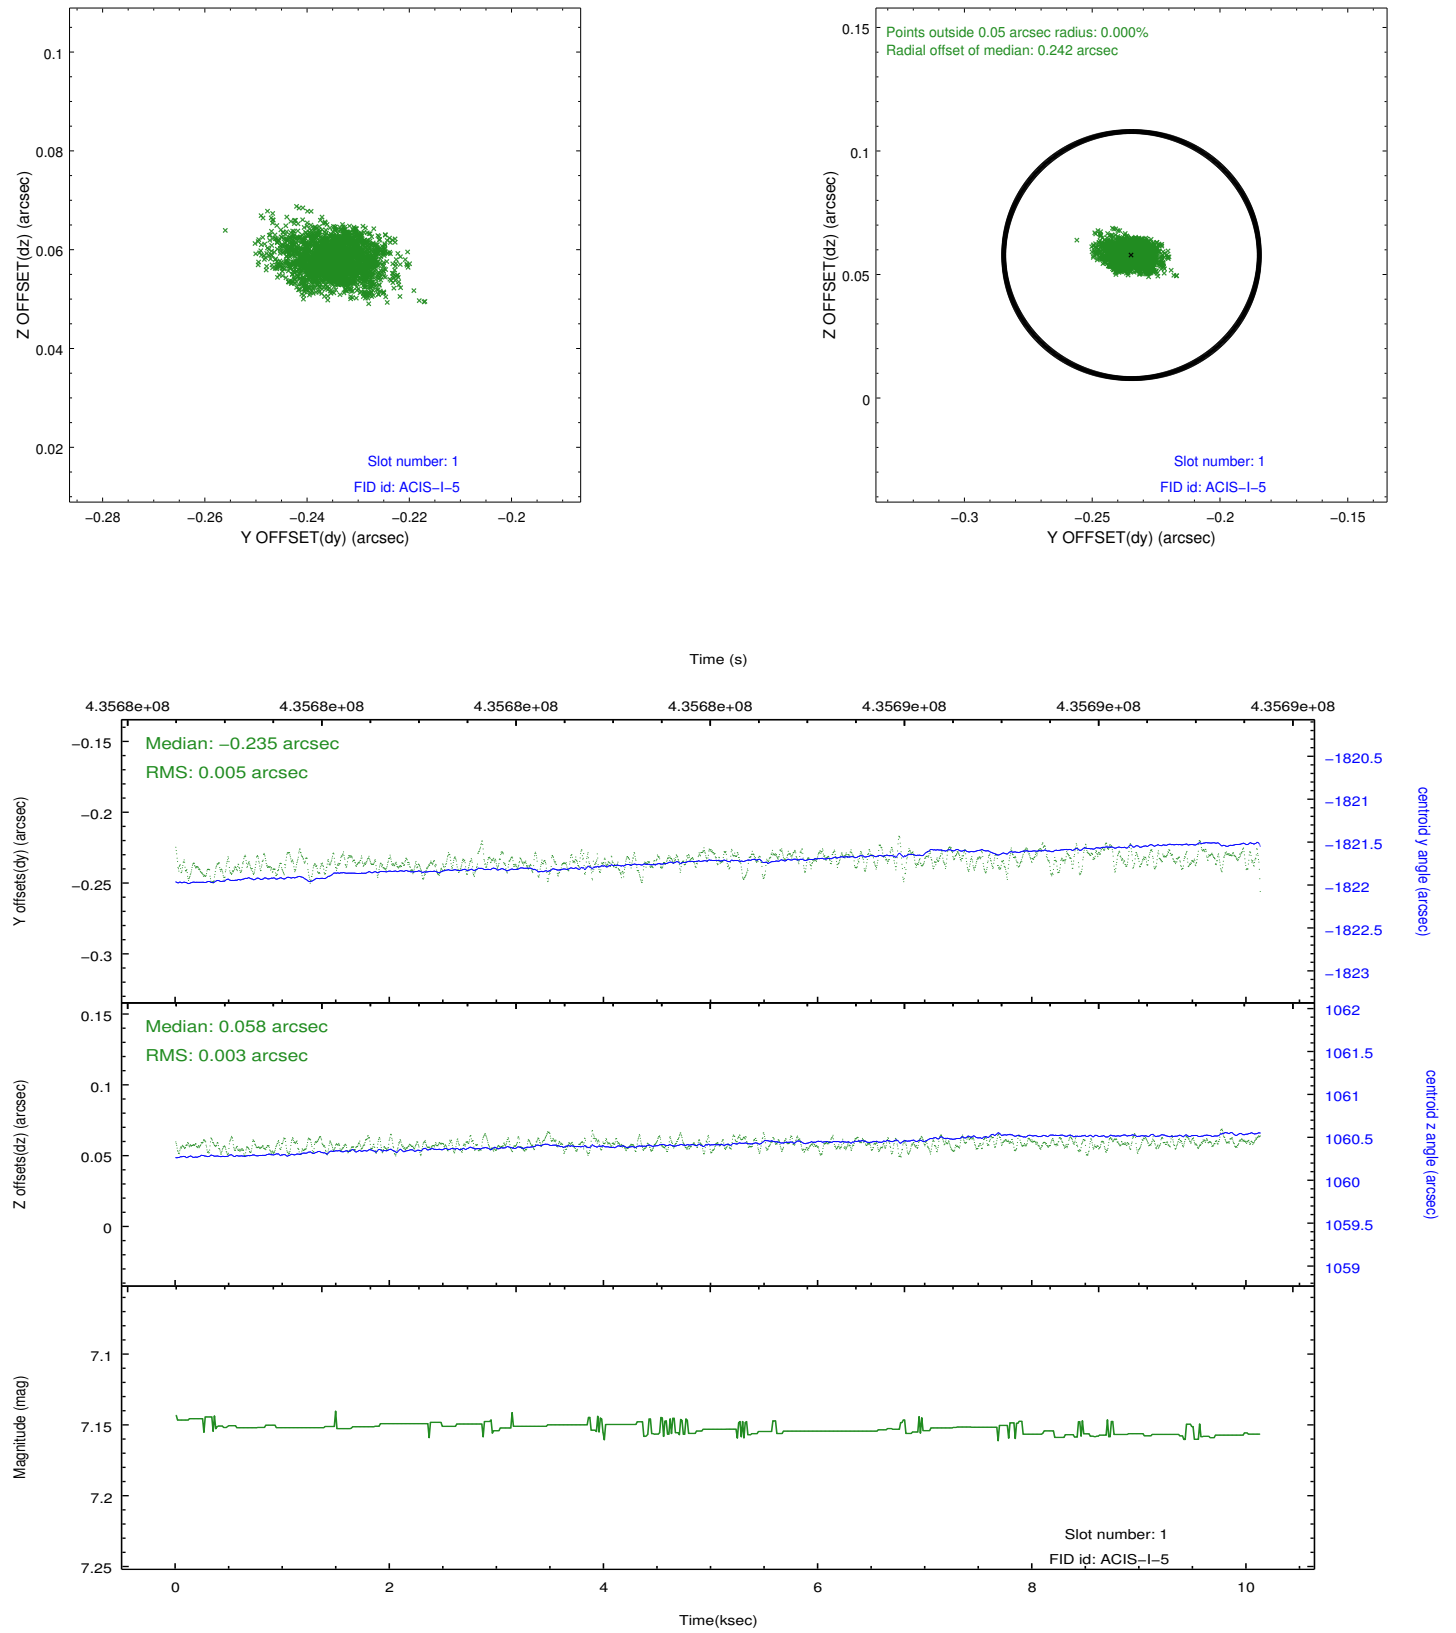 0.1
0.08
0.06
0.04
0.02
Z OFFSET(dz) (arcsec)
Slot number: 1
FID id: ACIS−I−5
−0.28 −0.26 −0.24 −0.22 −0.2
Y OFFSET(dy) (arcsec)
Points outside 0.05 arcsec radius: 0.000%
Radial offset of median: 0.242 arcsec
0.15
0.1
0.05
0
Z OFFSET(dz) (arcsec)
Slot number: 1
FID id: ACIS−I−5
−0.3 −0.25 −0.2 −0.15
Y OFFSET(dy) (arcsec)
Time (s)
4.3568e+08 4.3568e+08 4.3568e+08 4.3568e+08 4.3569e+08 4.3569e+08 4.3569e+08
Median: −0.235 arcsec
RMS: 0.005 arcsec
−0.15
−0.2
−0.25
−0.3
Y offsets(dy) (arcsec)
−1820.5
−1821
−1821.5
−1822
−1822.5
−1823
centroid y angle (arcsec)
Median: 0.058 arcsec
RMS: 0.003 arcsec
0.15
0.1
0.05
0
Z offsets(dz) (arcsec)
1062
1061.5
1061
1060.5
1060
1059.5
1059
centroid z angle (arcsec)
7.1
7.15
7.2
7.25
Magnitude (mag)
Slot number: 1
FID id: ACIS−I−5
0 2 4 6 8 10
Time(ksec)